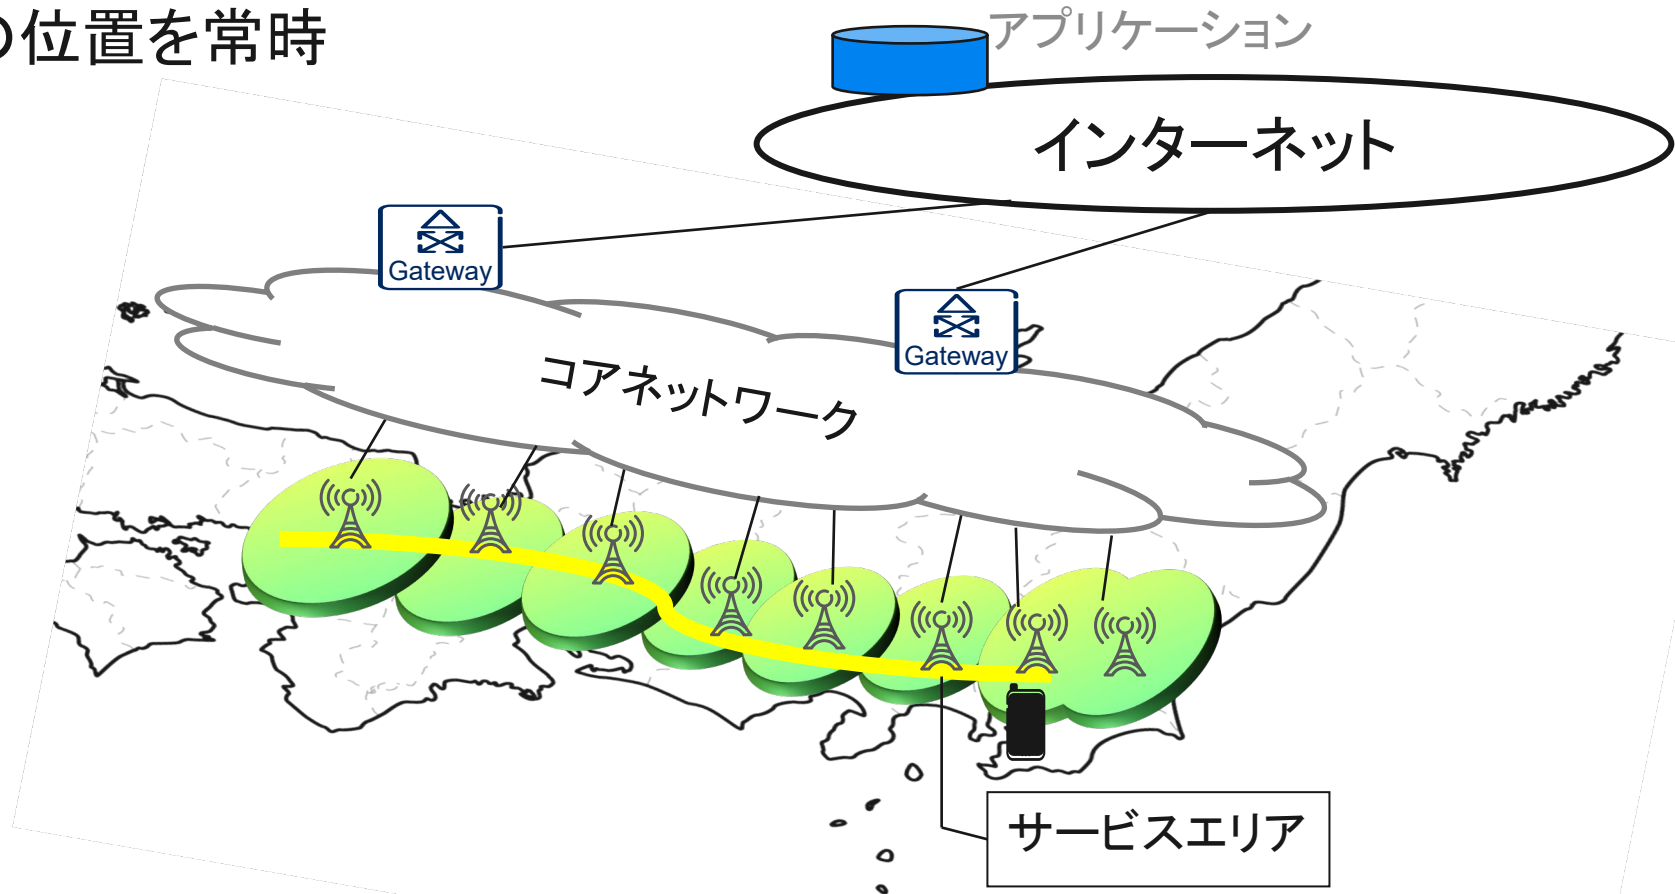 の位置を常時
アプリケーション
インターネット
Gateway
Gateway
コアネットワーク
サービスエリア